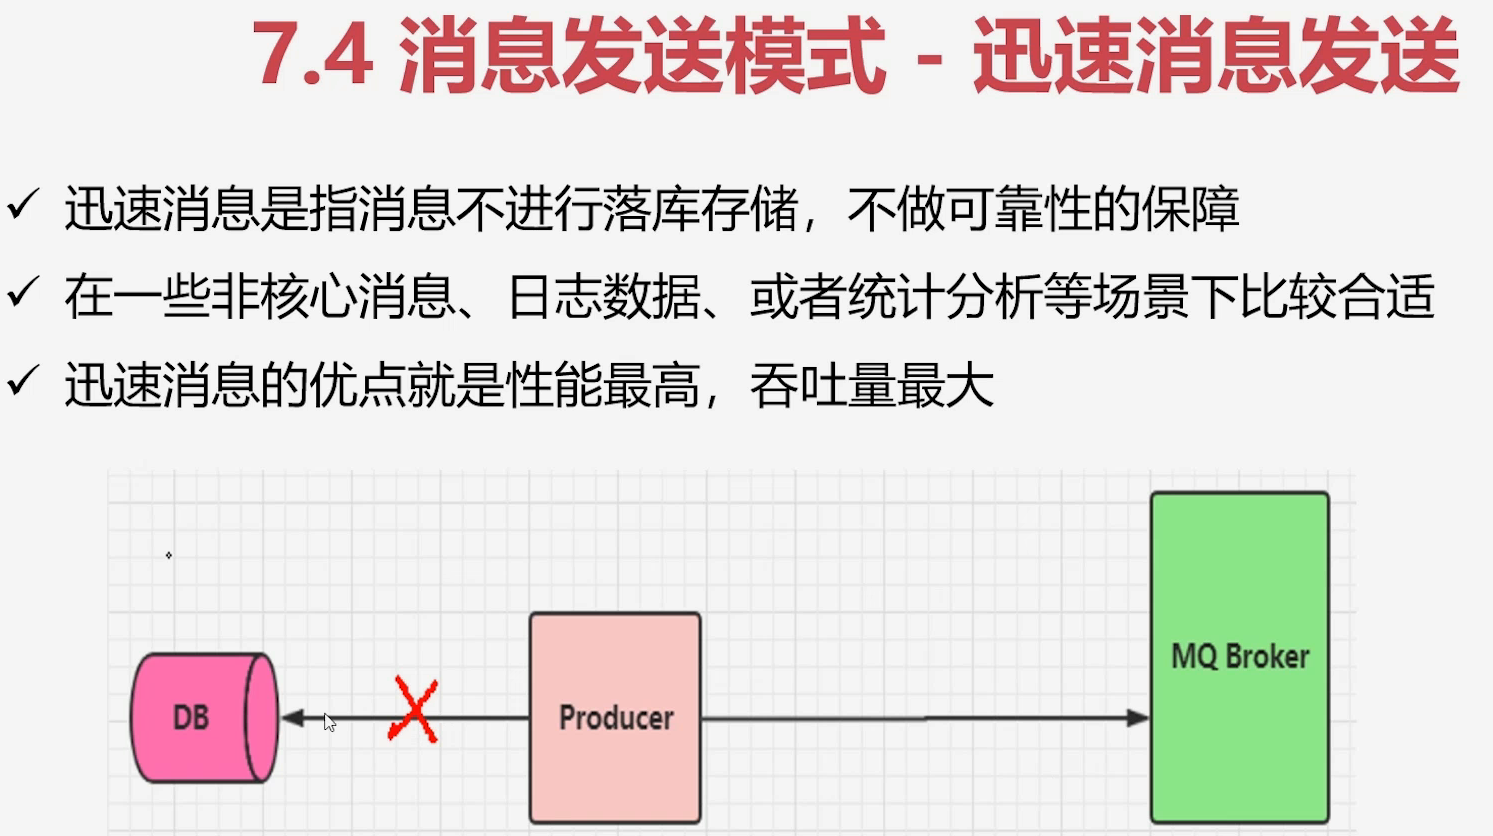 7.4 消息发送模式 - 迅速消息发送
✓ 迅速消息是指消息不进行落库存储，不做可靠性的保障
✓ 在一些非核心消息、日志数据、或者统计分析等场景下比较合适
✓ 迅速消息的优点就是性能最高，吞吐量最大
MQ Broker
DB
Producer